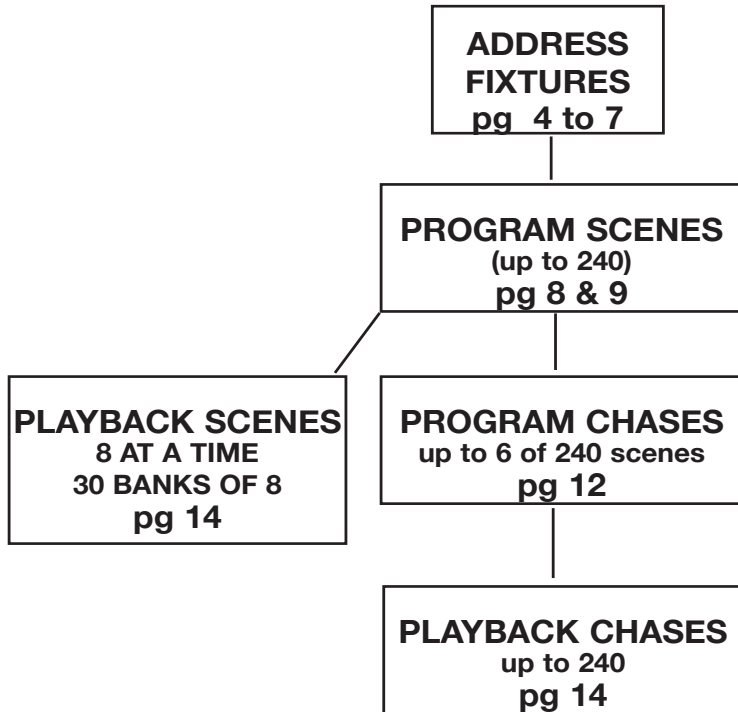 ADDRESS
FIXTURES
pg 4 to 7
PROGRAM SCENES
(up to 240)
pg 8 & 9
PLAYBACK SCENES
8 AT A TIME
30 BANKS OF 8
pg 14
PROGRAM CHASES
up to 6 of 240 scenes
pg 12
PLAYBACK CHASES
up to 240
pg 14